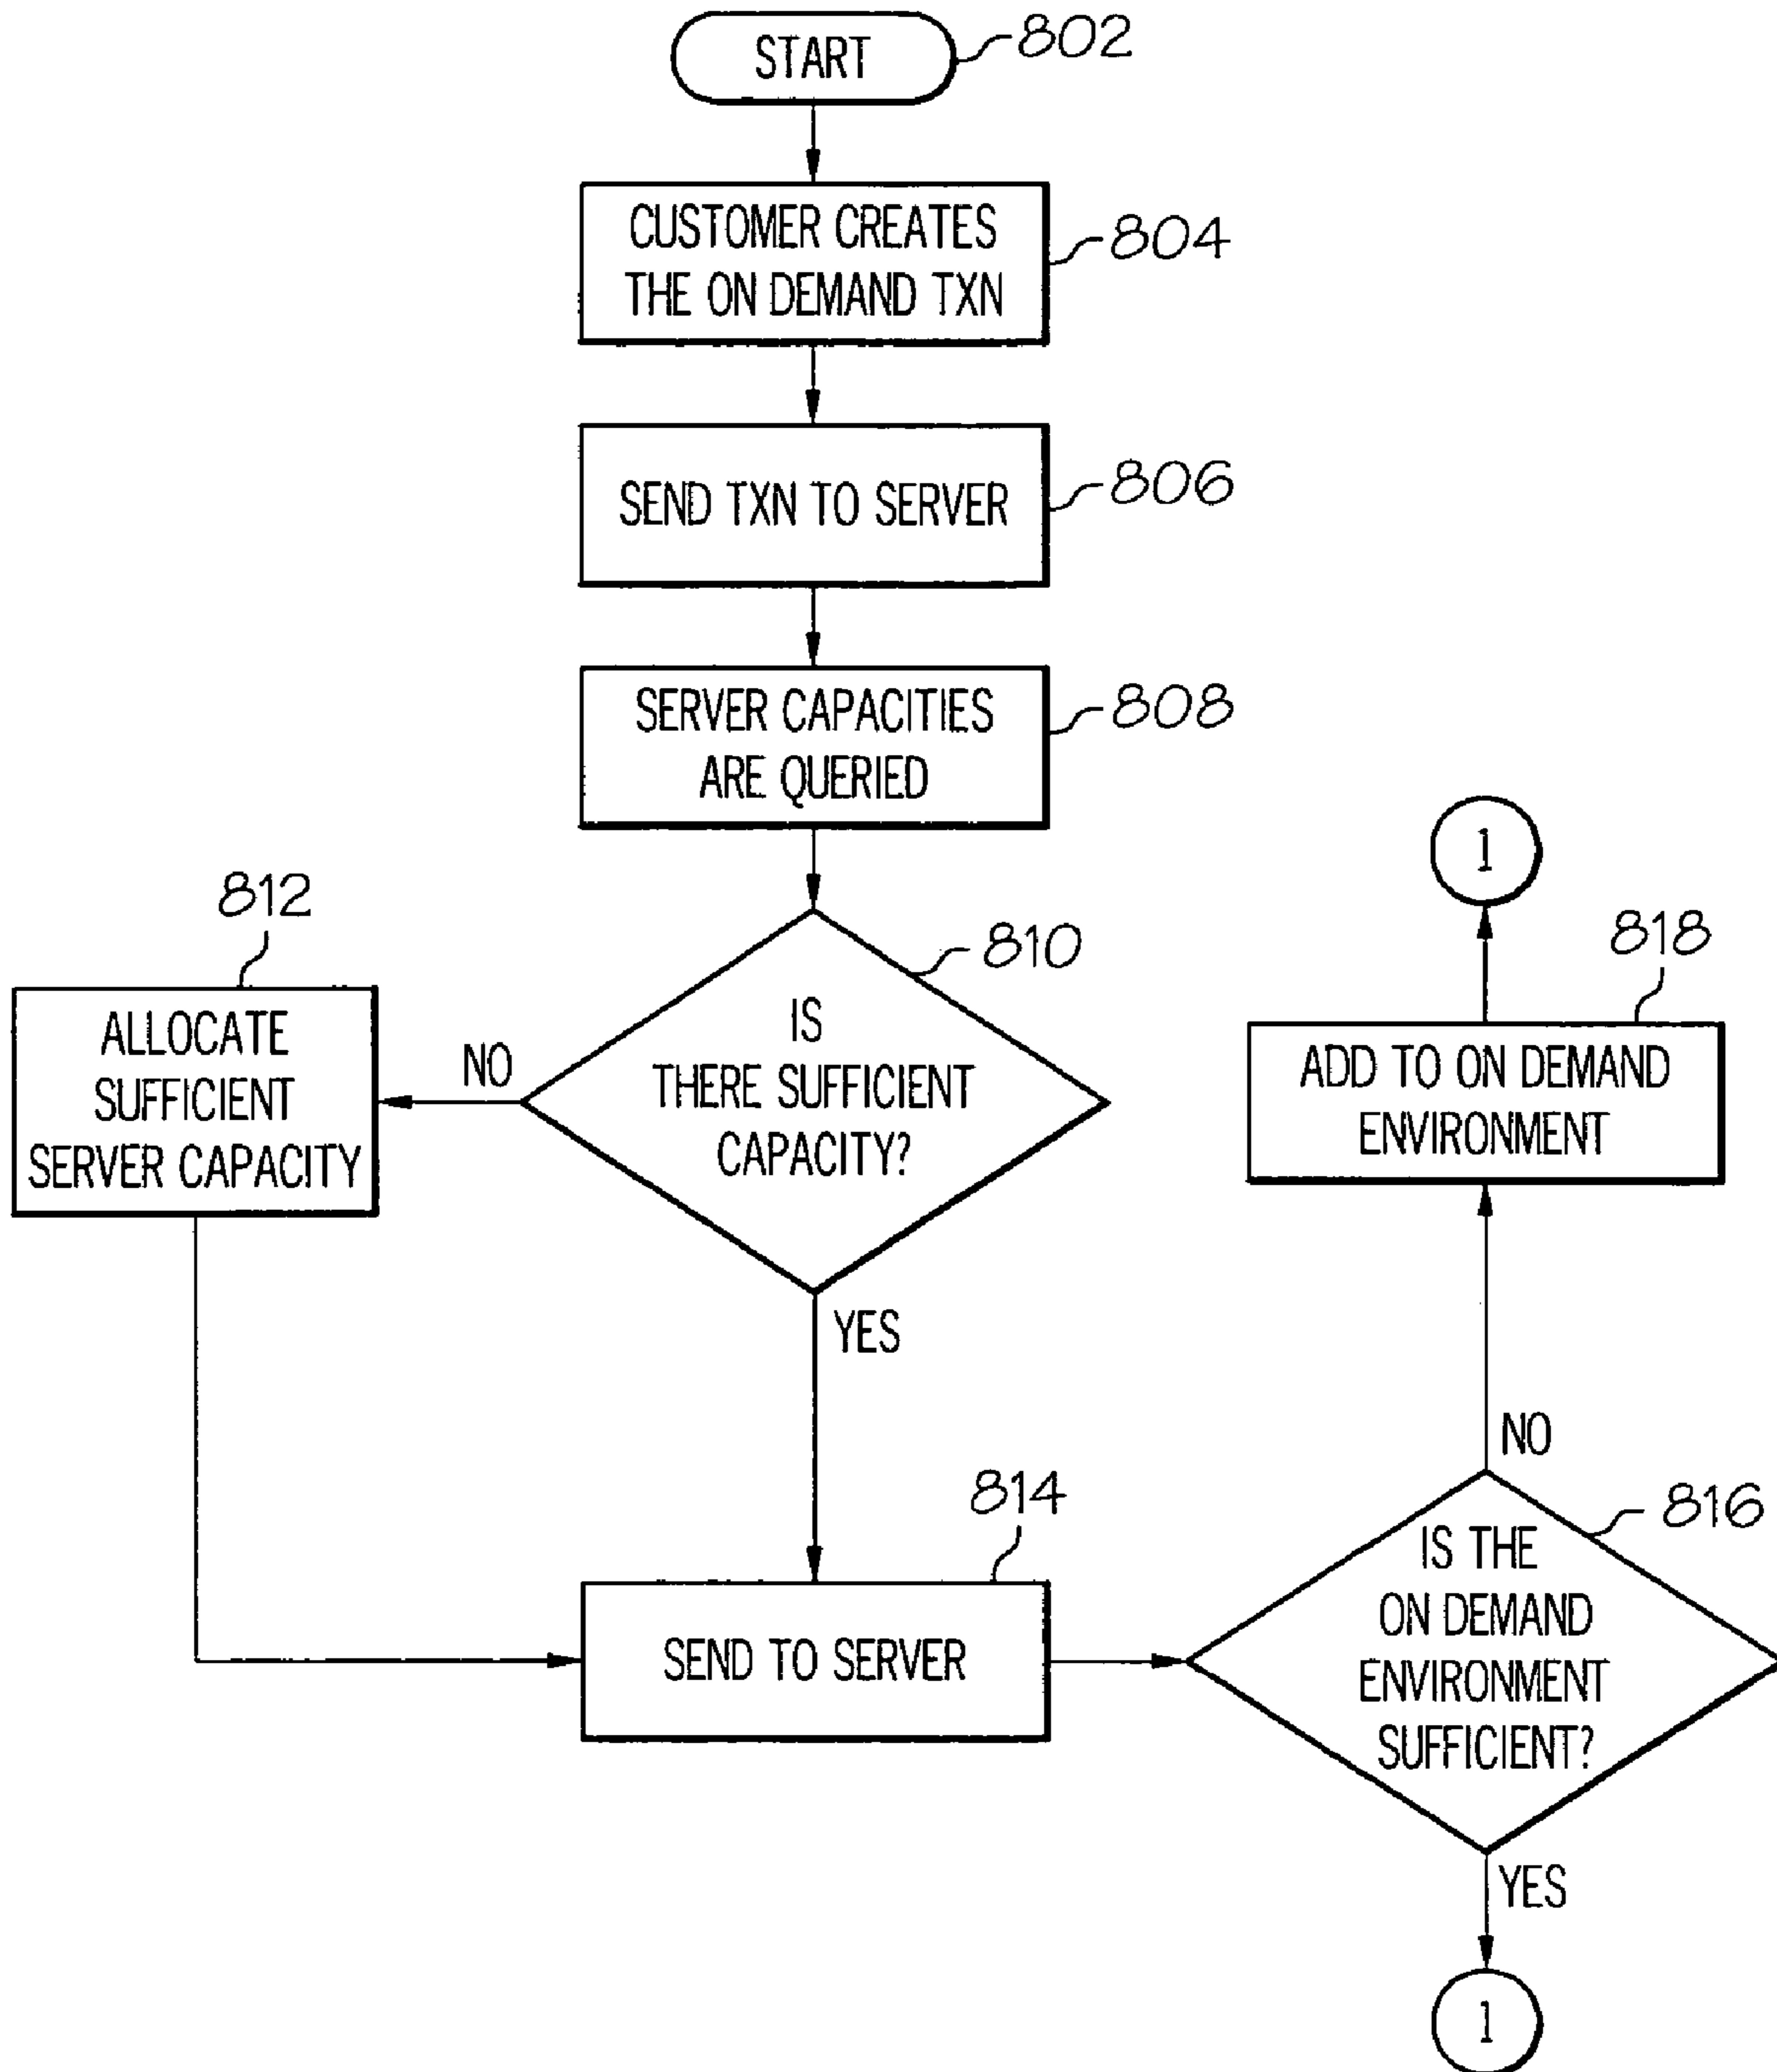 START
802
CUSTOMER CREATES
THE ON DEMAND TXN
804
SEND TXN TO SERVER
806
SERVER CAPACITIES
ARE QUERIED
808
IS
THERE SUFFICIENT
CAPACITY?
810
NO
YES
812
ALLOCATE
SUFFICIENT
SERVER CAPACITY
814
SEND TO SERVER
816
IS THE
ON DEMAND
ENVIRONMENT
SUFFICIENT?
NO
YES
818
ADD TO ON DEMAND
ENVIRONMENT
1
1